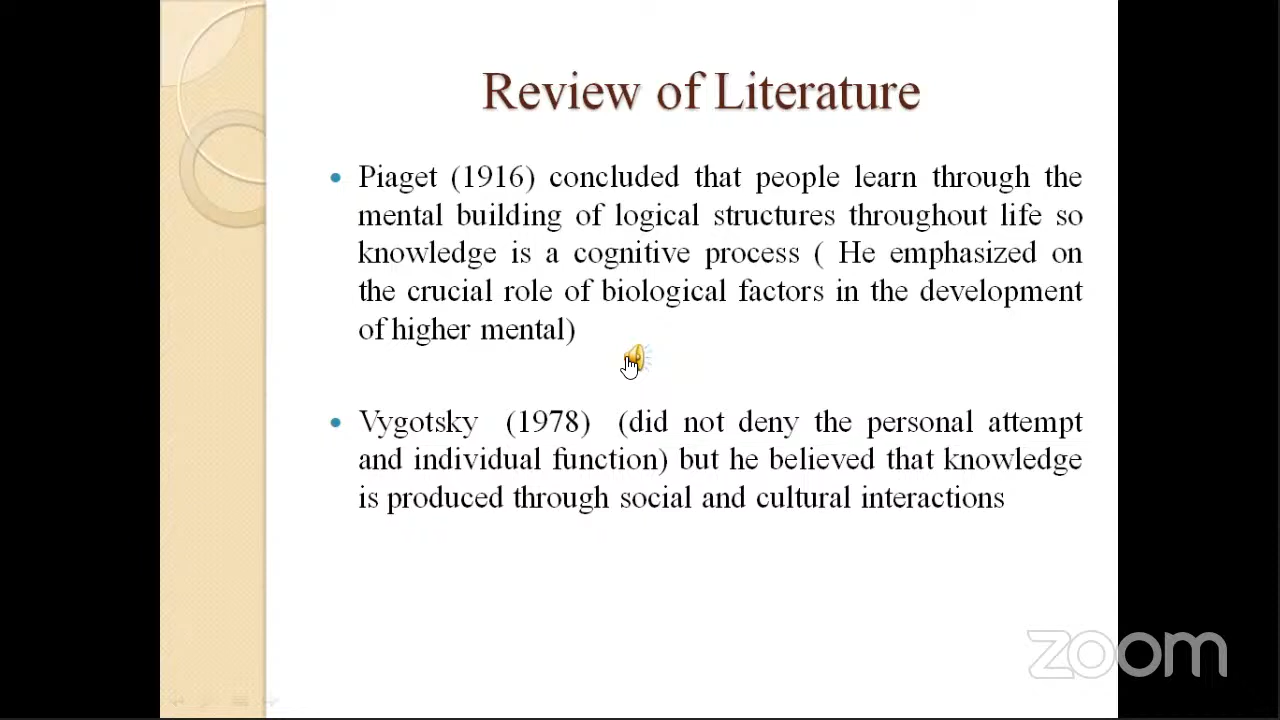 Review of Literature
Piaget (1916) concluded that people learn through the
mental building of logical structures throughout life so
knowledge is a cognitive process ( He emphasized on
the crucial role of biological factors in the development
of higher mental)
Vygotsky (1978) (did not deny the personal attempt
and individual function) but he believed that knowledge
is produced through social and cultural interactions
zoom